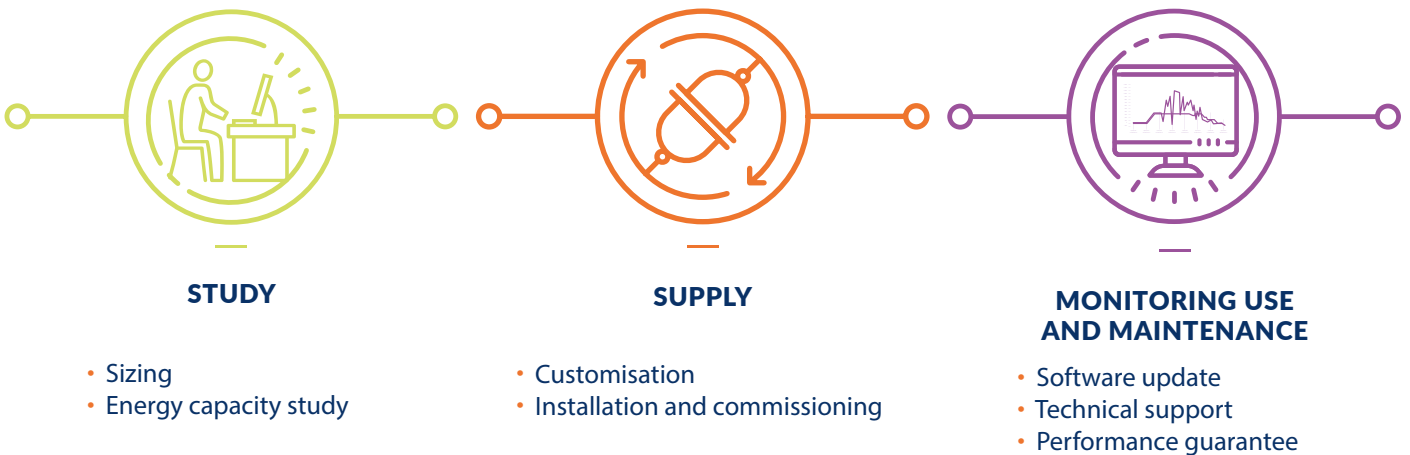 STUDY
• Sizing
• Energy capacity study
SUPPLY
• Customisation
• Installation and commissioning
MONITORING USE
AND MAINTENANCE
• Software update
• Technical support
• Performance guarantee